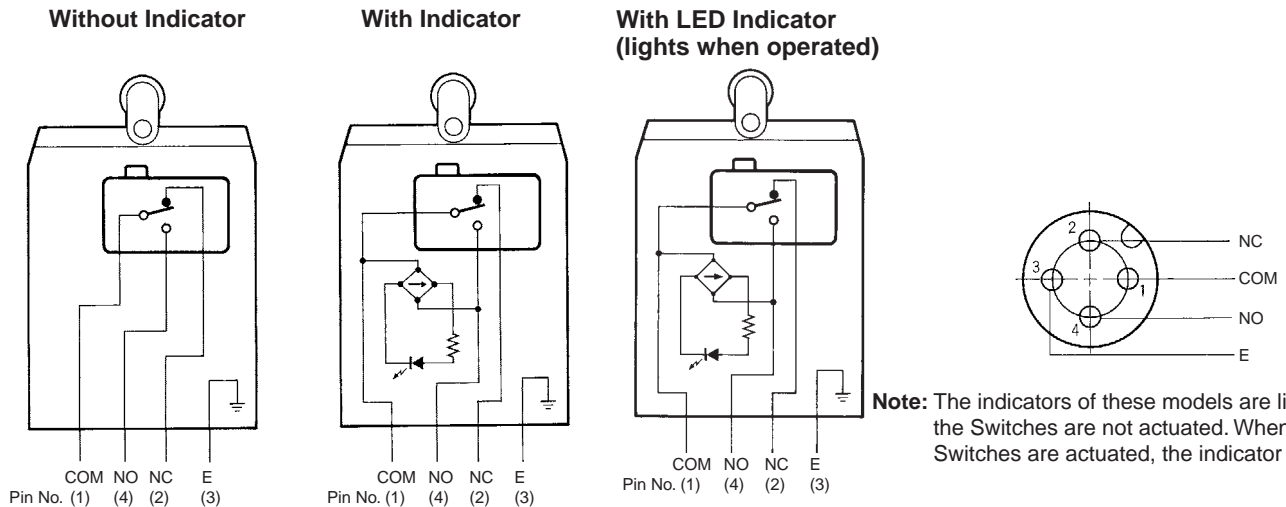 Without Indicator
With Indicator
With LED Indicator
(lights when operated)
COM NO NC E
Pin No. (1) (4) (2) (3)
COM NO NC E
Pin No. (1) (4) (2) (3)
COM NO NC E
Pin No. (1) (4) (2) (3)
2
3
1
4
NC
COM
NO
E
Note: The indicators of these models are
the Switches are not actuated. When
Switches are actuated, the indicator